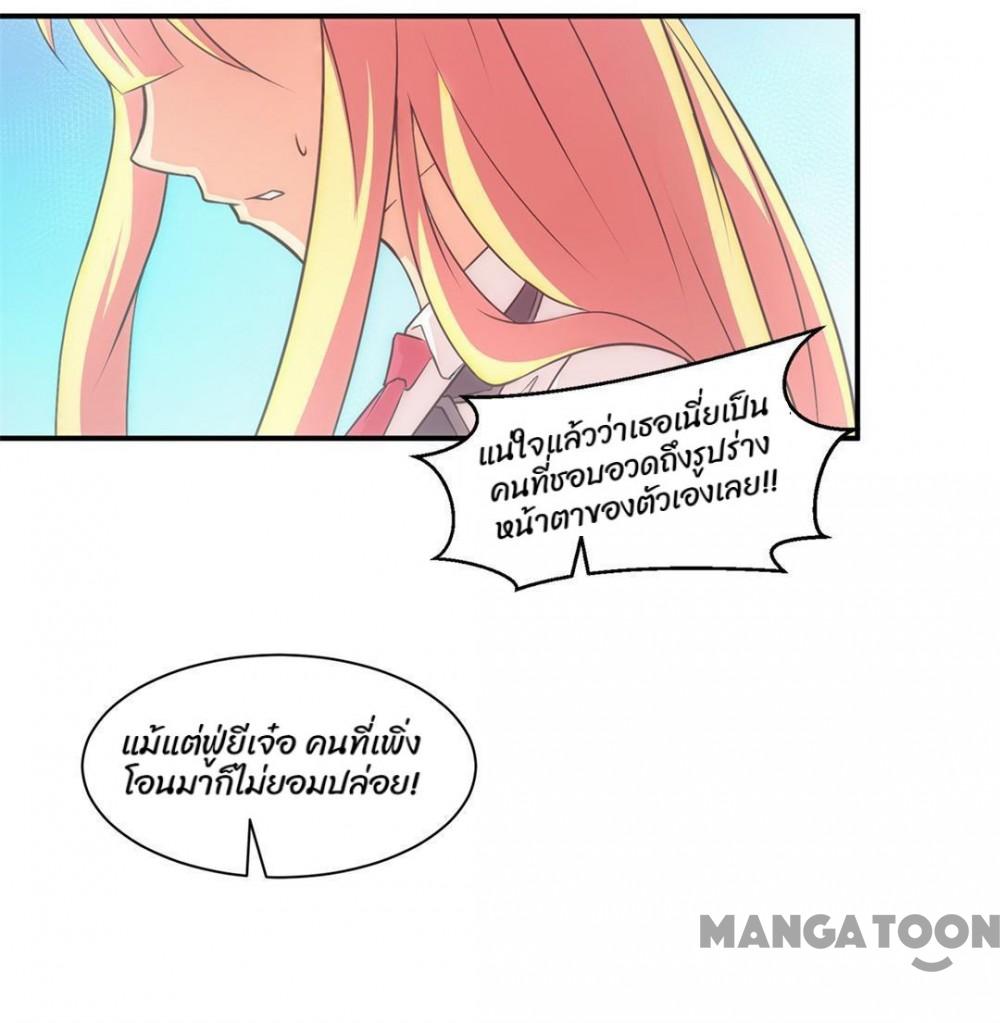 แน่ใจแล้วว่าเธอเนี่ยเป็น
คนที่ชอบอวดถึงรูปร่าง
หน้าตาของตัวเองเลย!!
แม้แต่ฟู่ยีเจ๋อ คนที่เพิ่ง
โอนมาก็ไม่ยอมปล่อย!
MANGATOON